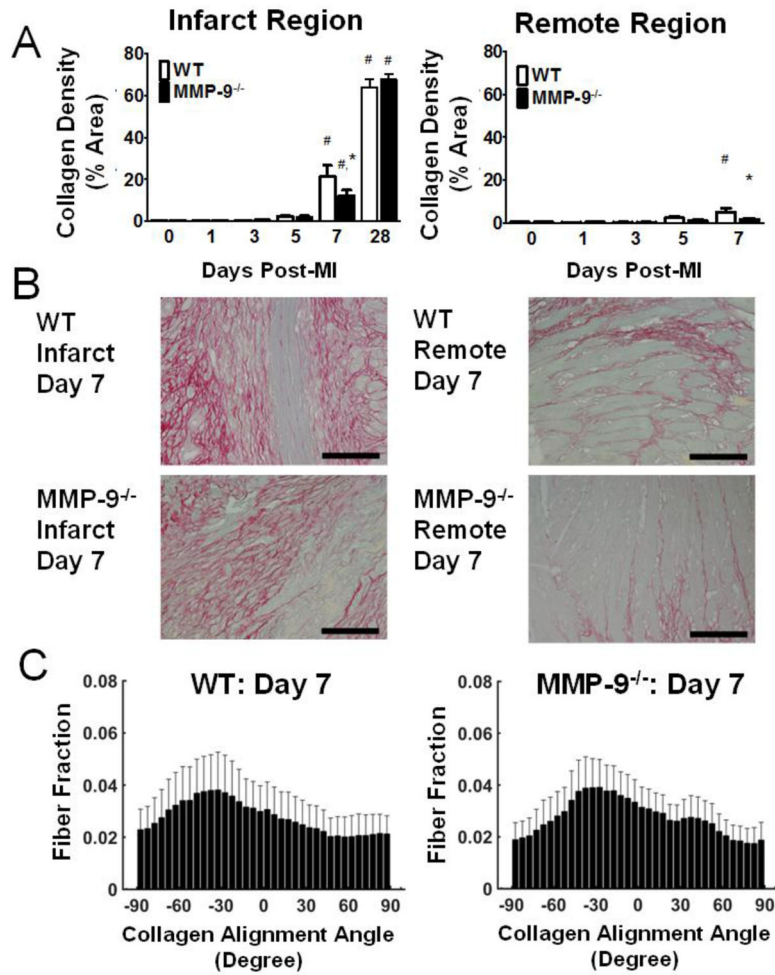 A
Infarct Region
Remote Region
Collagen Density
(% Area)
80
60
40
20
0
WT
MMP-9-/-
#
#,*
#
#
0 1 3 5 7 28
Days Post-MI
Collagen Density
(% Area)
80
60
40
20
0
WT
MMP-9-/-
#
*
0 1 3 5 7
Days Post-MI
B
WT
Infarct
Day 7
WT
Remote
Day 7
MMP-9-/-
Infarct
Day 7
MMP-9-/-
Remote
Day 7
C
WT: Day 7
Fiber Fraction
0.08
0.06
0.04
0.02
0
-90 -60 -30 0 30 60 90
Collagen Alignment Angle
(Degree)
MMP-9-/-: Day 7
Fiber Fraction
0.08
0.06
0.04
0.02
0
-90 -60 -30 0 30 60 90
Collagen Alignment Angle
(Degree)